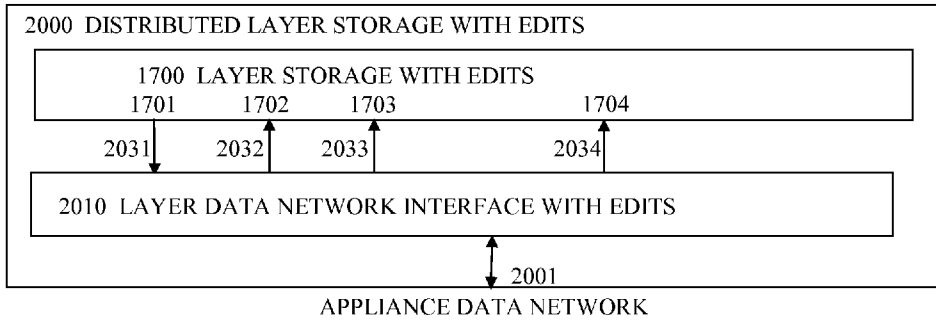 2000 DISTRIBUTED LAYER STORAGE WITH EDITS
1700 LAYER STORAGE WITH EDITS
1701 1702 1703 1704
2031 2032 2033 2034
2010 LAYER DATA NETWORK INTERFACE WITH EDITS
2001
APPLIANCE DATA NETWORK